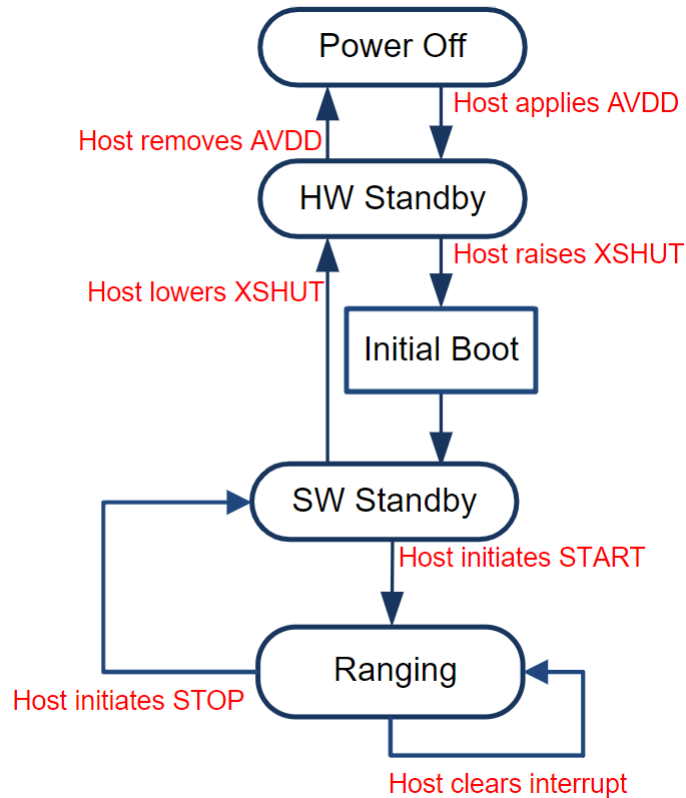 Power Off
Host applies AVDD
Host removes AVDD
HW Standby
Host raises XSHUT
Host lowers XSHUT
Initial Boot
SW Standby
Host initiates START
Ranging
Host initiates STOP
Host clears interrupt